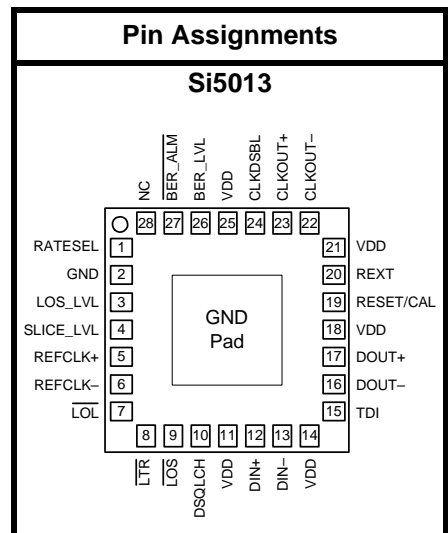 Pin Assignments
Si5013
NC
BER_ALM
BER_LVL
VDD
CLKDSBL
CLKOUT+
CLKOUT–
28 27 26 25 24 23 22
RATESEL 1
GND 2
LOS_LVL 3
SLICE_LVL 4
REFCLK+ 5
REFCLK– 6
LOL 7
GND
Pad
21 VDD
20 REXT
19 RESET/CAL
18 VDD
17 DOUT+
16 DOUT–
15 TDI
8 9 10 11 12 13 14
LTR
LOS
DSQLCH
VDD
DIN+
DIN–
VDD